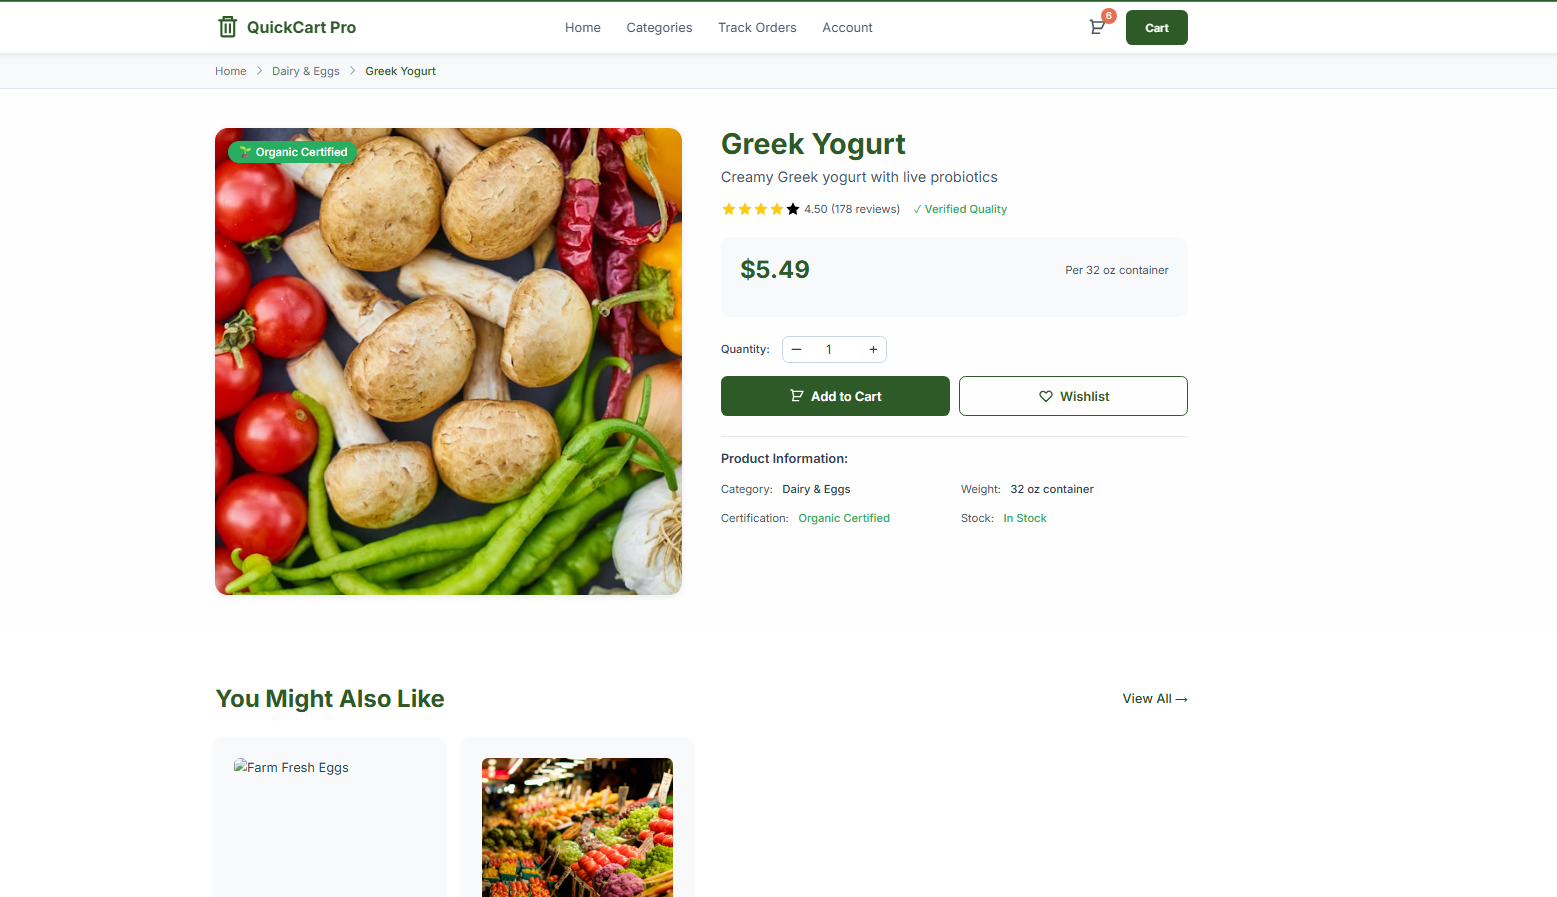 QuickCart Pro
Home Categories Track Orders Account
6
Cart
Home > Dairy & Eggs > Greek Yogurt
Organic Certified
Greek Yogurt
Creamy Greek yogurt with live probiotics
4.50 (178 reviews) ✓ Verified Quality
$5.49
Per 32 oz container
Quantity: − 1 +
Add to Cart
Wishlist
Product Information:
Category: Dairy & Eggs
Weight: 32 oz container
Certification: Organic Certified
Stock: In Stock
You Might Also Like
View All →
Farm Fresh Eggs